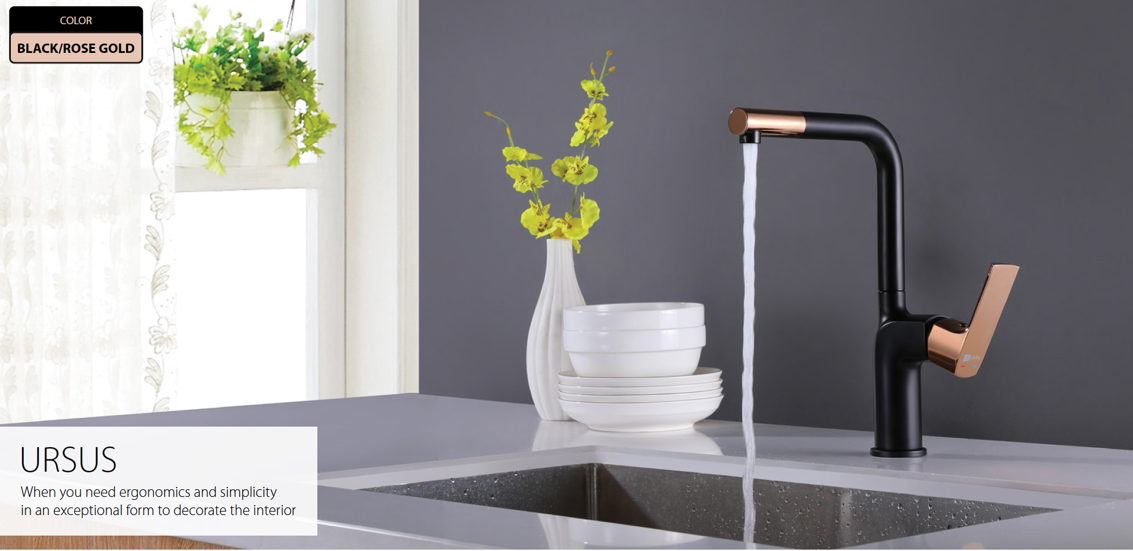 COLOR
BLACK/ROSE GOLD
URSUS
When you need ergonomics and simplicity
in an exceptional form to decorate the interior